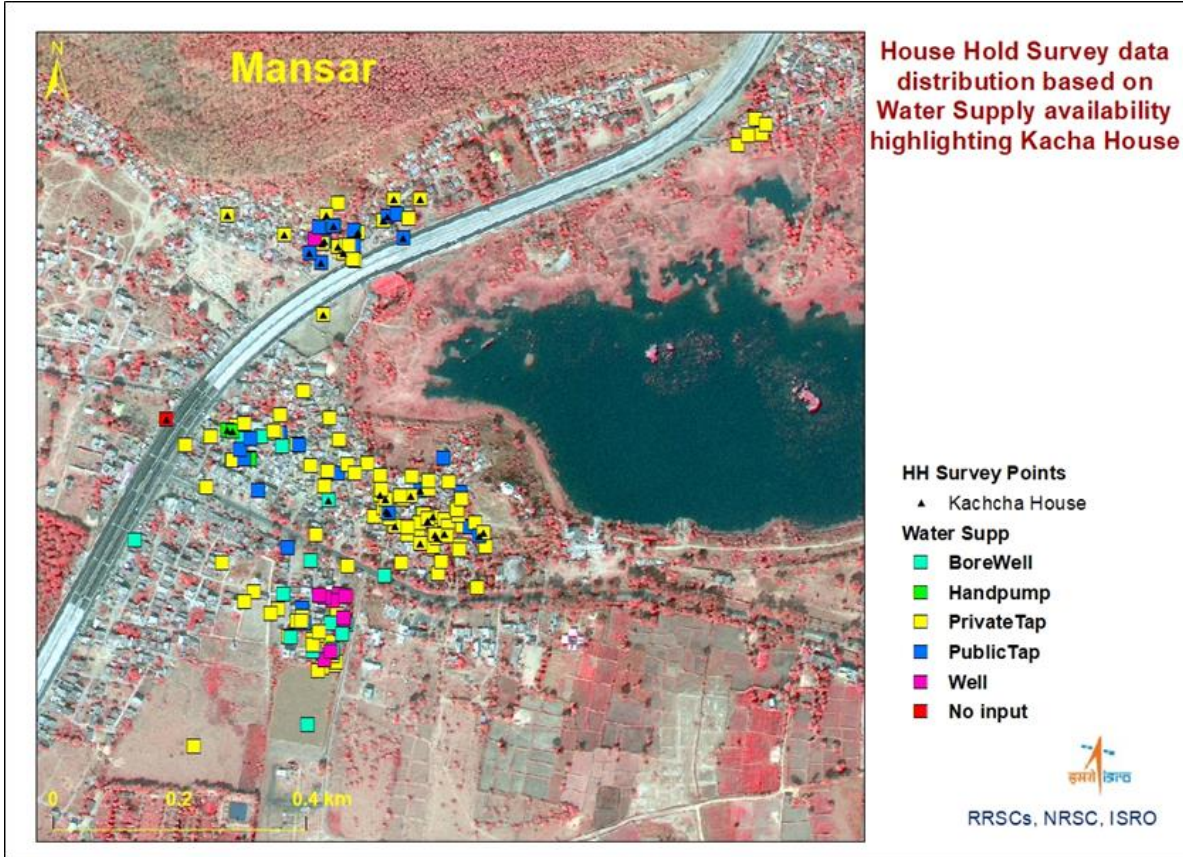 N
Mansar
House Hold Survey data
distribution based on
Water Supply availability
highlighting Kacha House
HH Survey Points
Kachcha House
Water Supp
BoreWell
Handpump
PrivateTap
PublicTap
Well
No input
0 0.2 0.4 km
इसरो isro
RRSCs, NRSC, ISRO